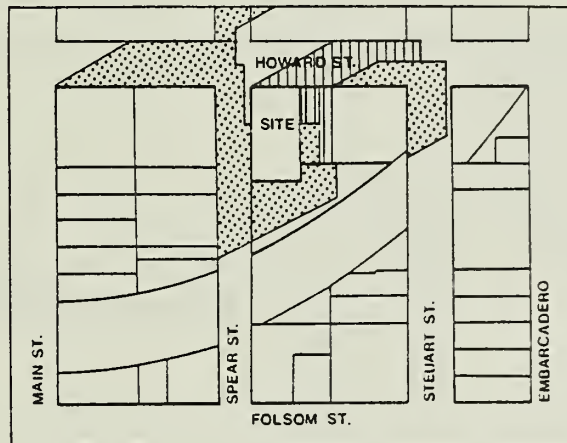 HOWARD ST.
SITE
MAIN ST.
SPEAR ST.
STEUART ST.
EMBARCADERO
FOLSOM ST.